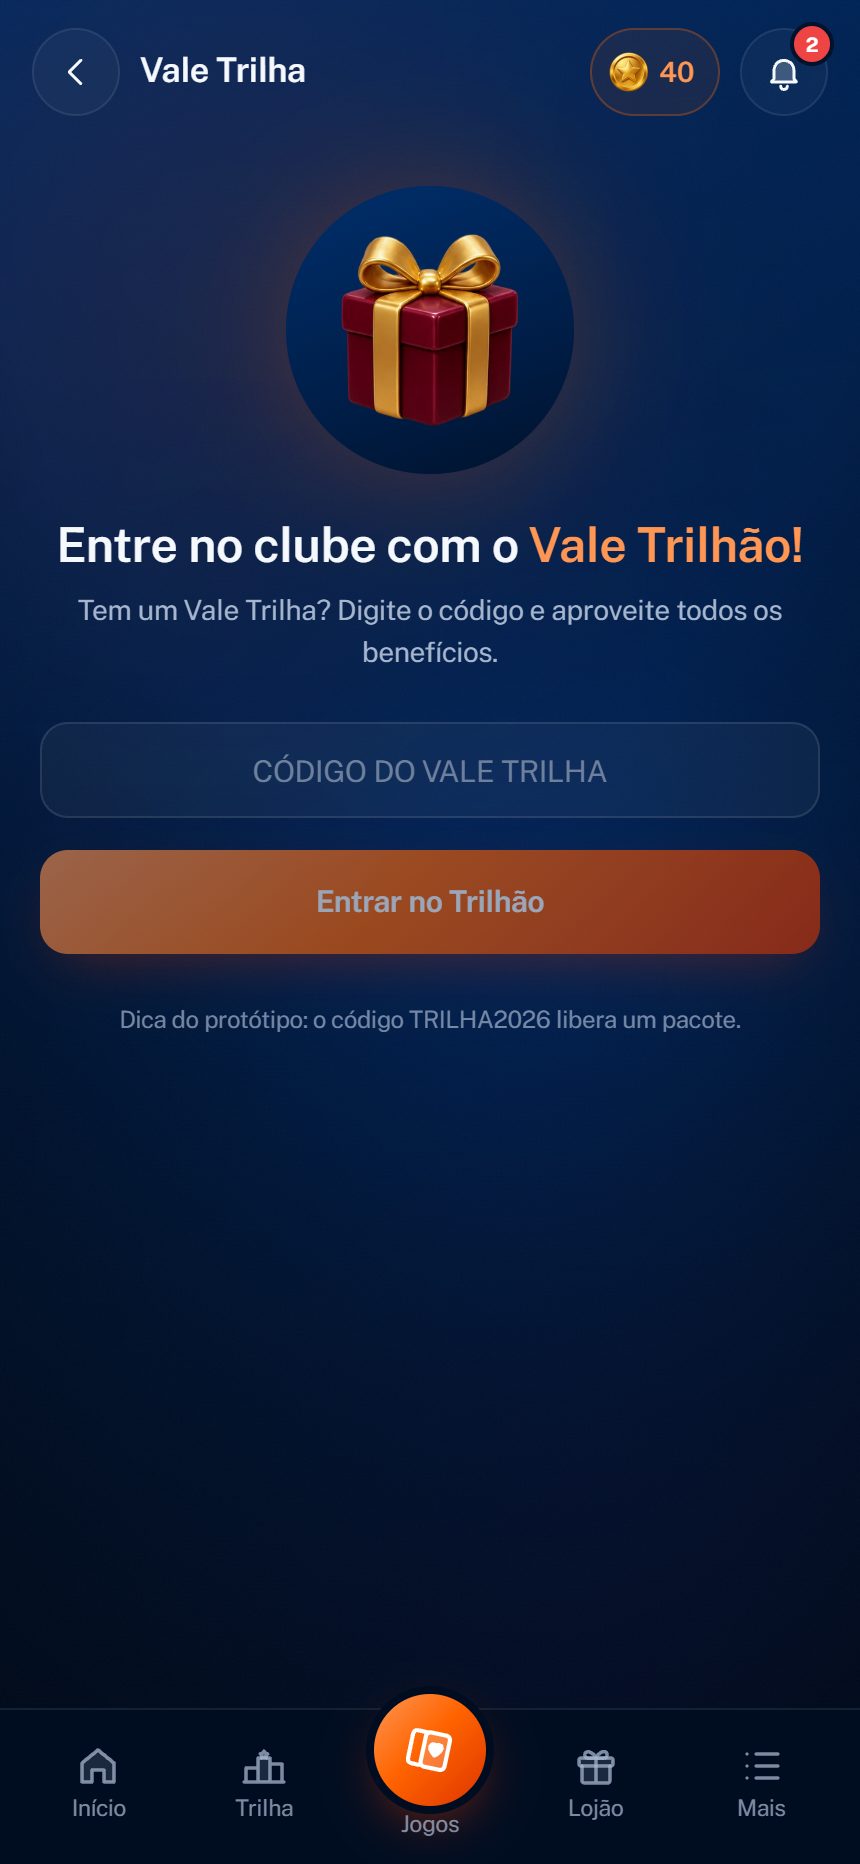 Vale Trilha
40
2
Entre no clube com o Vale Trilhão!
Tem um Vale Trilha? Digite o código e aproveite todos os
benefícios.
CÓDIGO DO VALE TRILHA
Entrar no Trilhão
Dica do protótipo: o código TRILHA2026 libera um pacote.
Início
Trilha
Jogos
Lojão
Mais